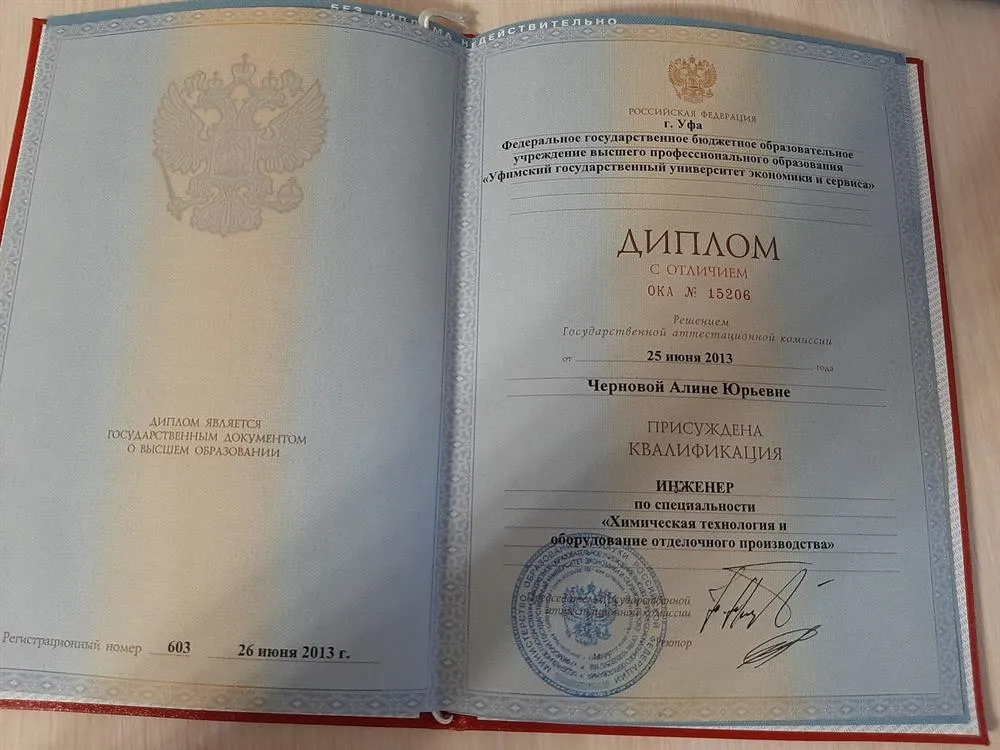 БЕЗ ДИПЛОМА НЕДЕЙСТВИТЕЛЬНО
ДИПЛОМ ЯВЛЯЕТСЯ
ГОСУДАРСТВЕННЫМ ДОКУМЕНТОМ
О ВЫСШЕМ ОБРАЗОВАНИИ
Регистрационный номер 603 26 июня 2013 г.
РОССИЙСКАЯ ФЕДЕРАЦИЯ
г. Уфа
Федеральное государственное бюджетное образовательное
учреждение высшего профессионального образования
«Уфимский государственный университет экономики и сервиса»
ДИПЛОМ
С ОТЛИЧИЕМ
ОКА № 15206
Решением
Государственной аттестационной комиссии
от 25 июня 2013 года
Черновой Алине Юрьевне
ПРИСУЖДЕНА
КВАЛИФИКАЦИЯ
ИНЖЕНЕР
по специальности
«Химическая технология и
оборудование отделочного производства»
Председатель Государственной
аттестационной комиссии
Ректор